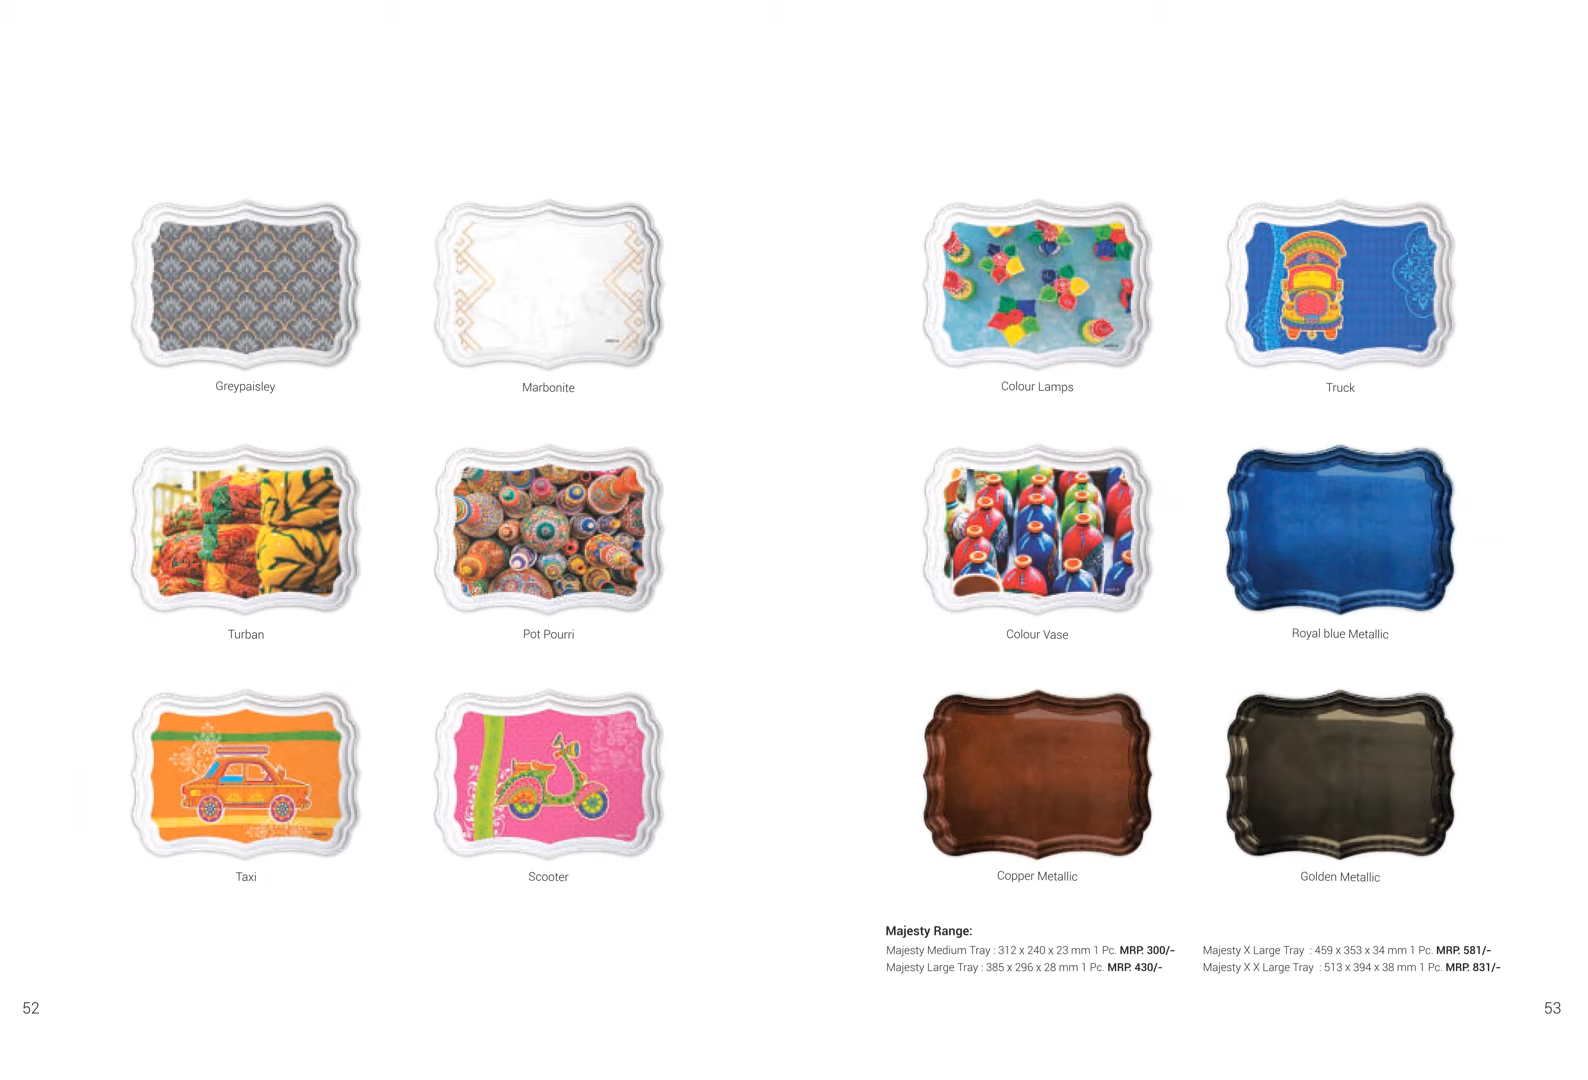 Greypaisley
Marbonite
Turban
Pot Pourri
Taxi
Scooter
52
Colour Lamps
Truck
Colour Vase
Royal blue Metallic
Copper Metallic
Golden Metallic
Majesty Range:
Majesty Medium Tray : 312 x 240 x 23 mm 1 Pc. MRP. 300/-
Majesty Large Tray : 385 x 296 x 28 mm 1 Pc. MRP. 430/-
Majesty X Large Tray : 459 x 353 x 34 mm 1 Pc. MRP. 581/-
Majesty X X Large Tray : 513 x 394 x 38 mm 1 Pc. MRP. 831/-
53